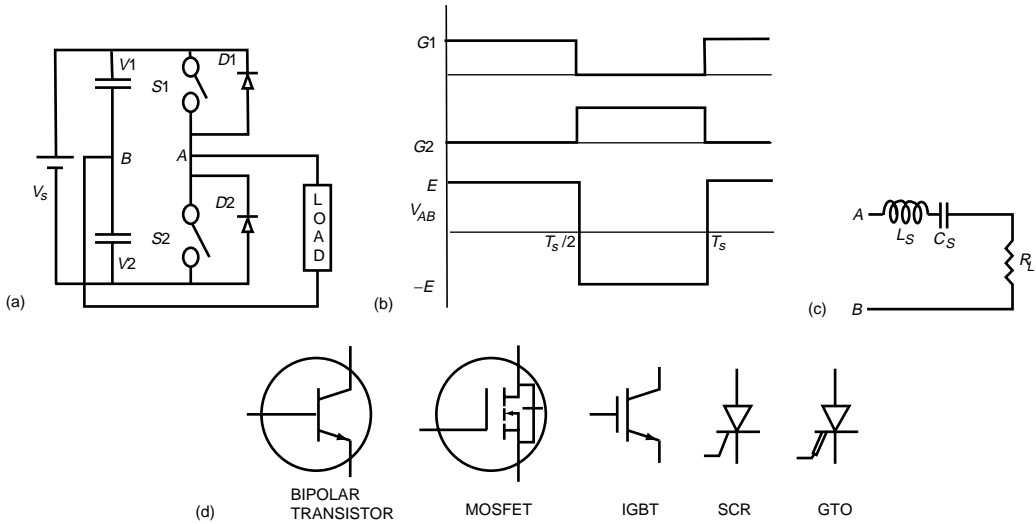 V1
S1
D1
B
A
Vs
D2
S2
V2
LOAD
(a)
G1
G2
E
VAB
Ts/2
Ts
–E
(b)
A
LS
CS
RL
B
(c)
BIPOLAR
TRANSISTOR
MOSFET
IGBT
SCR
GTO
(d)